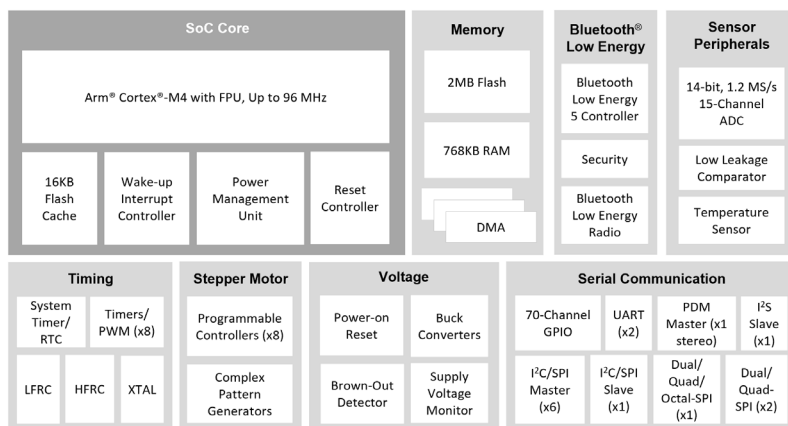 SoC Core
Arm® Cortex®-M4 with FPU, Up to 96 MHz
16KB
Flash
Cache
Wake-up
Interrupt
Controller
Power
Management
Unit
Reset
Controller
Memory
2MB Flash
768KB RAM
DMA
Bluetooth®
Low Energy
Bluetooth
Low Energy
5 Controller
Security
Bluetooth
Low Energy
Radio
Sensor
Peripherals
14-bit, 1.2 MS/s
15-Channel
ADC
Low Leakage
Comparator
Temperature
Sensor
Timing
System
Timer/
RTC
Timers/
PWM (x8)
LFRC
HFRC
XTAL
Stepper Motor
Programmable
Controllers (x8)
Complex
Pattern
Generators
Voltage
Power-on
Reset
Buck
Converters
Brown-Out
Detector
Supply
Voltage
Monitor
Serial Communication
70-Channel
GPIO
UART
(x2)
PDM
Master (x1
stereo)
I²S
Slave
(x1)
I²C/SPI
Master
(x6)
I²C/SPI
Slave
(x1)
Dual/
Quad/
Octal-SPI
(x1)
Dual/
Quad-
SPI (x2)